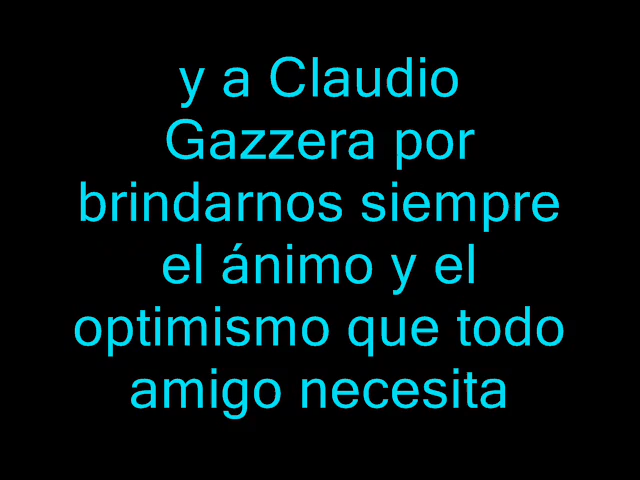 y a Claudio
Gazzera por
brindarnos siempre
el ánimo y el
optimismo que todo
amigo necesita